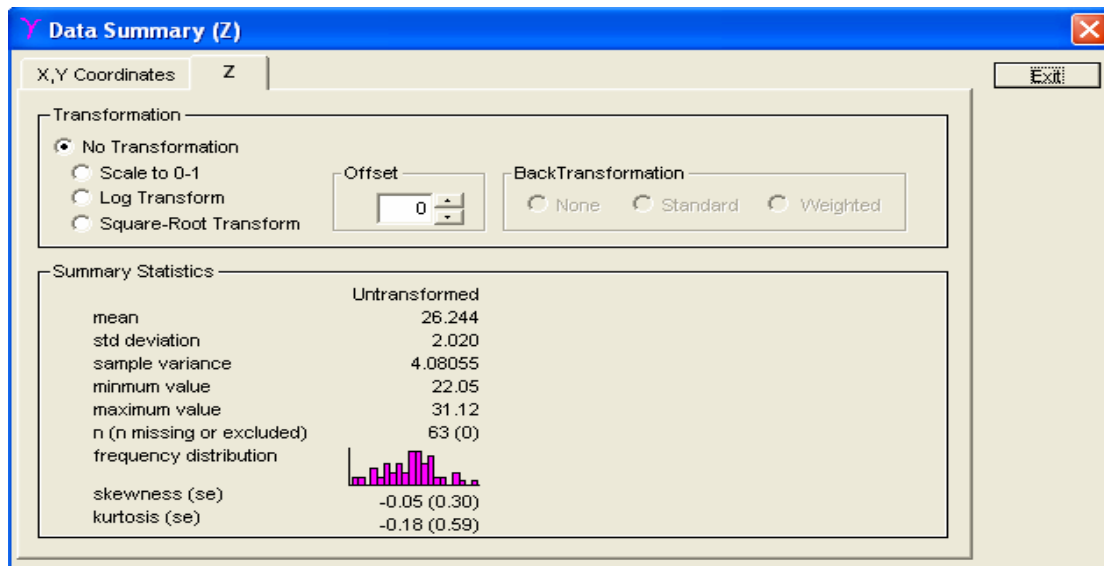 Data Summary (Z)
X,Y Coordinates Z
Exit
Transformation
No Transformation
Scale to 0-1
Log Transform
Square-Root Transform
Offset
0
BackTransformation
None Standard Weighted
Summary Statistics
Untransformed
mean 26.244
std deviation 2.020
sample variance 4.08055
minmum value 22.05
maximum value 31.12
n (n missing or excluded) 63 (0)
frequency distribution
skewness (se) -0.05 (0.30)
kurtosis (se) -0.18 (0.59)